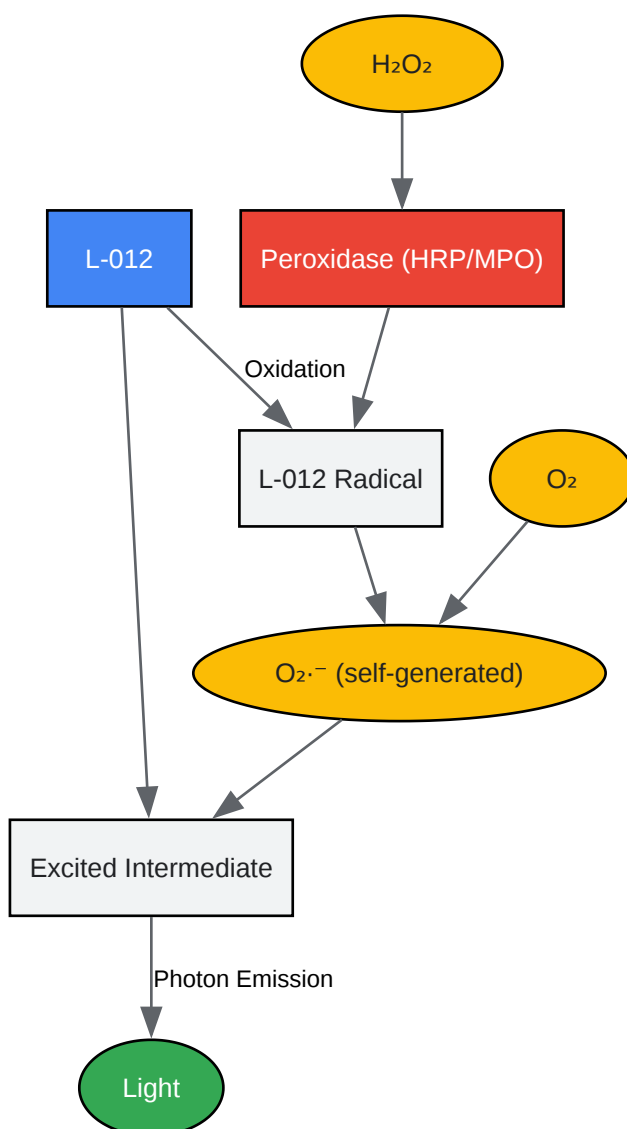 H₂O₂
L-012
Peroxidase (HRP/MPO)
Oxidation
L-012 Radical
O₂
O₂·⁻ (self-generated)
Excited Intermediate
Photon Emission
Light